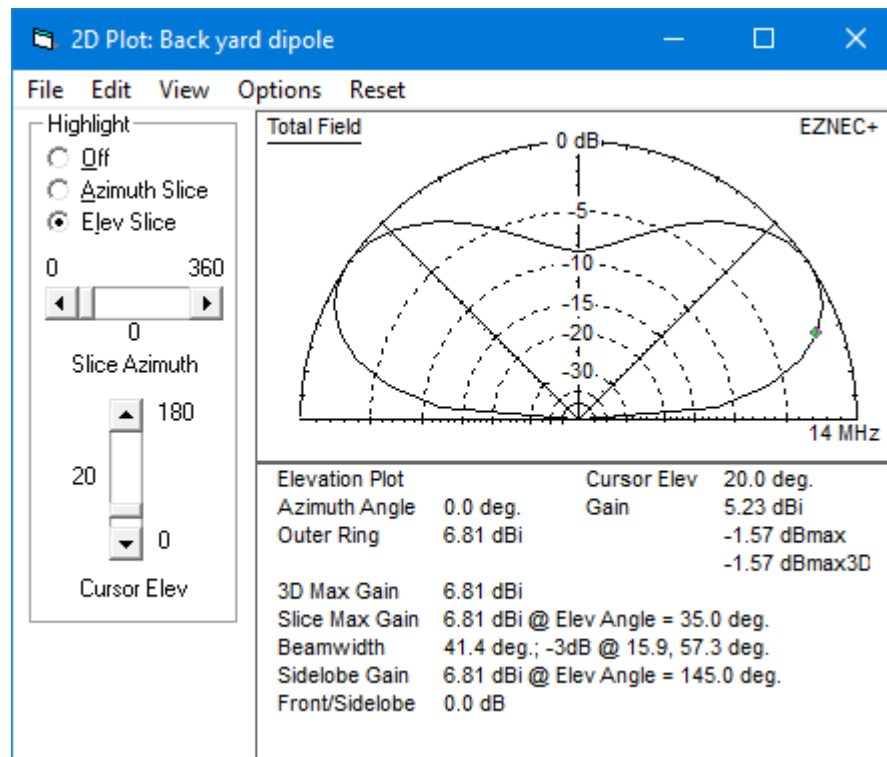 2D Plot: Back yard dipole
File Edit View Options Reset
Highlight
Off
Azimuth Slice
Elev Slice
0 360
0
Slice Azimuth
180
20
0
Cursor Elev
Total Field
EZNEC+
0 dB
-5
-10
-15
-20
-30
14 MHz
Elevation Plot Cursor Elev 20.0 deg.
Azimuth Angle 0.0 deg. Gain 5.23 dBi
Outer Ring 6.81 dBi -1.57 dBmax
-1.57 dBmax3D
3D Max Gain 6.81 dBi
Slice Max Gain 6.81 dBi @ Elev Angle = 35.0 deg.
Beamwidth 41.4 deg.; -3dB @ 15.9, 57.3 deg.
Sidelobe Gain 6.81 dBi @ Elev Angle = 145.0 deg.
Front/Sidelobe 0.0 dB